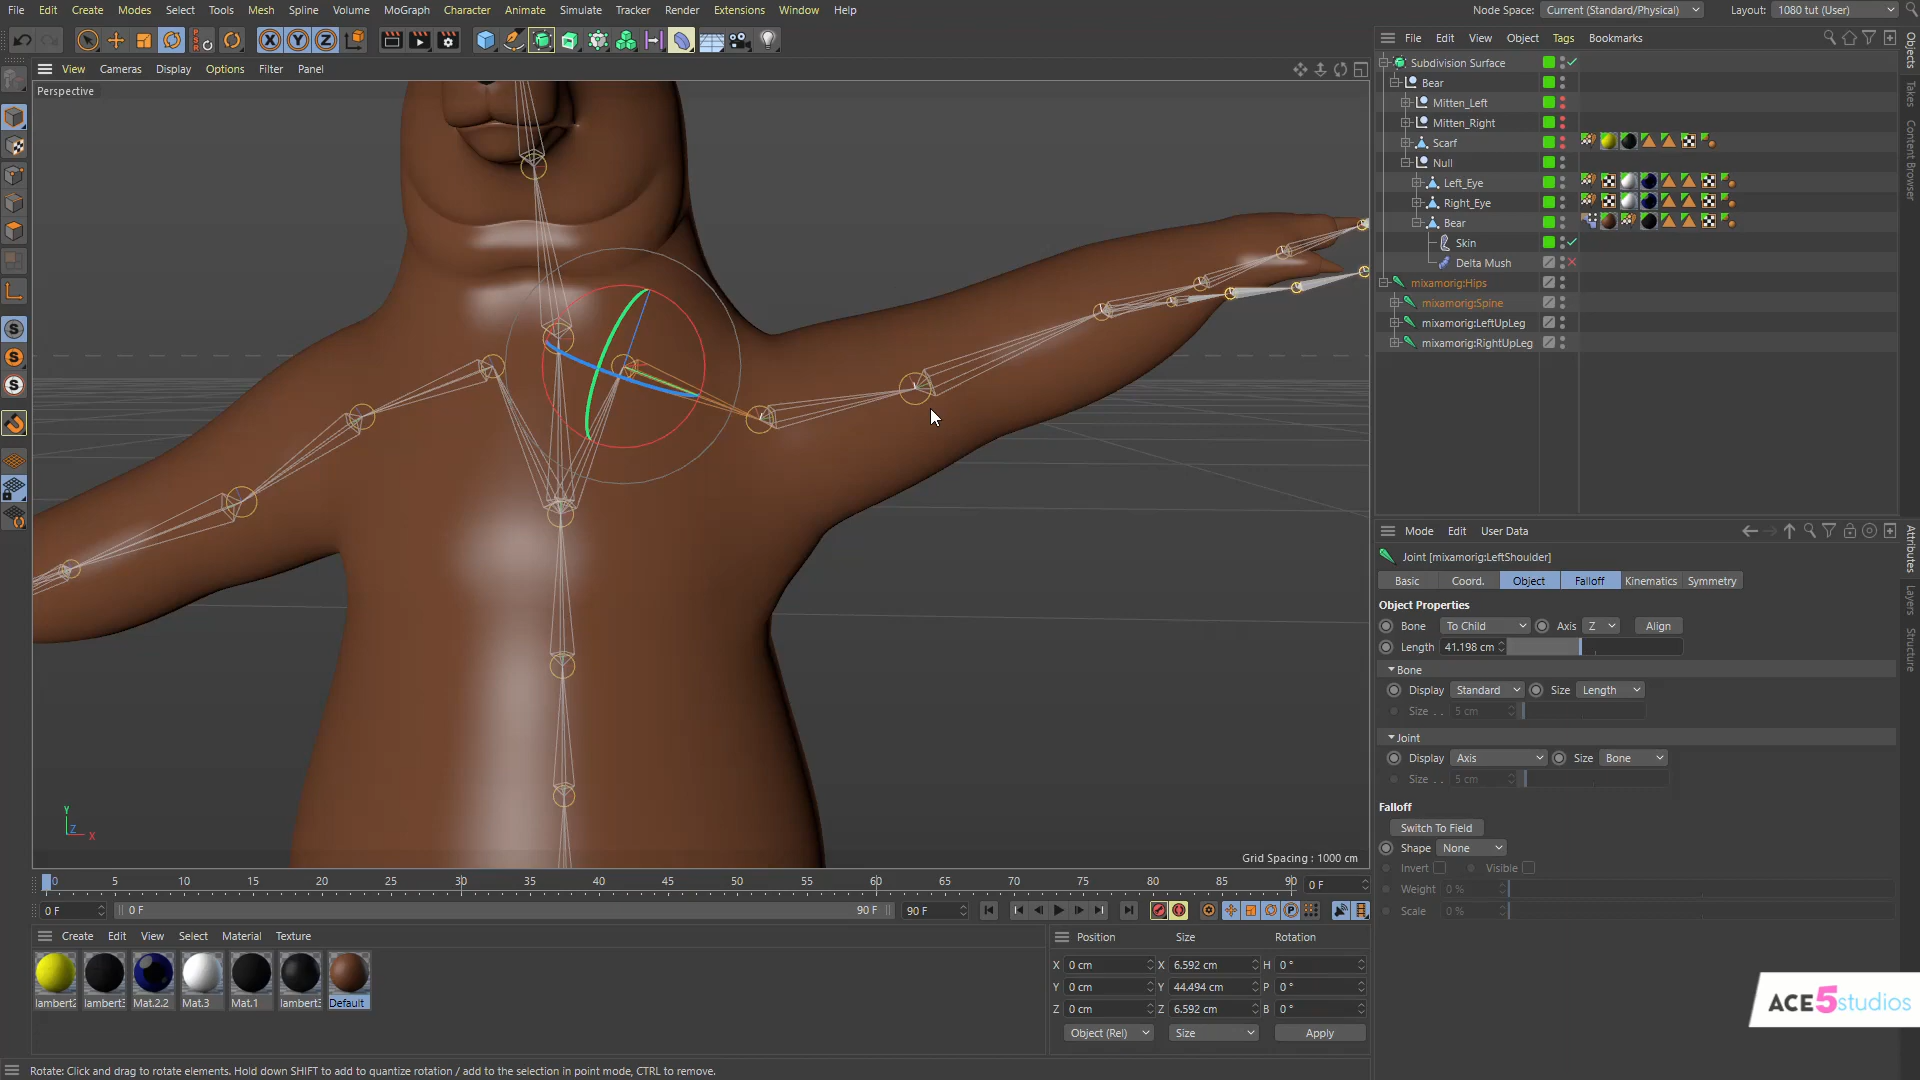 File Edit Create Modes Select Tools Mesh Spline Volume MoGraph Character Animate Simulate Tracker Render Extensions Window Help
Node Space: Current (Standard/Physical) Layout: 1080 tut (User)
X Y Z
PSR
View Cameras Display Options Filter Panel
Perspective
File Edit View Object Tags Bookmarks
Subdivision Surface
Bear
Mitten_Left
Mitten_Right
Scarf
Null
Left_Eye
Right_Eye
Bear
Skin
Delta Mush
mixamorig:Hips
mixamorig:Spine
mixamorig:LeftUpLeg
mixamorig:RightUpLeg
Objects
Takes
Content Browser
S
S
S
Mode Edit User Data
Joint [mixamorig:LeftShoulder]
Basic Coord. Object Falloff Kinematics Symmetry
Object Properties
Bone To Child Axis Z Align
Length 41.198 cm
Bone
Display Standard Size Length
Size . . 5 cm
Joint
Display Axis Size Bone
Size . . 5 cm
Falloff
Switch To Field
Shape None
Invert Visible
Weight 0 %
Scale 0 %
Attributes
Layers
Structure
Y
Z
X
Grid Spacing : 1000 cm
0 5 10 15 20 25 30 35 40 45 50 55 60 65 70 75 80 85 90 0 F
0 F 0 F 90 F 90 F
P
Create Edit View Select Material Texture
lambert2 lambert3 Mat.2.2 Mat.3 Mat.1 lambert3 Default
Position Size Rotation
X 0 cm X 6.592 cm H 0 °
Y 0 cm Y 44.494 cm P 0 °
Z 0 cm Z 6.592 cm B 0 °
Object (Rel) Size Apply
ACE5studios
Rotate: Click and drag to rotate elements. Hold down SHIFT to add to quantize rotation / add to the selection in point mode, CTRL to remove.